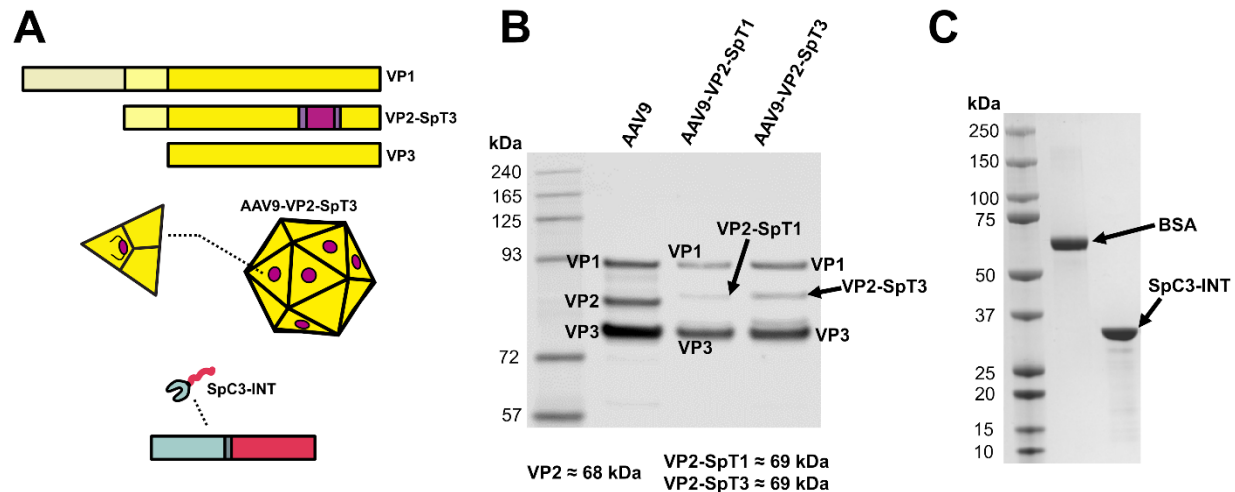 A
VP1
VP2-SpT3
VP3
AAV9-VP2-SpT3
SpC3-INT
B
AAV9
AAV9-VP2-SpT1
AAV9-VP2-SpT3
kDa
240
165
125
93
72
57
VP1
VP2
VP3
VP1
VP3
VP2-SpT1
VP1
VP2-SpT3
VP3
VP2 ≈ 68 kDa
VP2-SpT1 ≈ 69 kDa
VP2-SpT3 ≈ 69 kDa
C
kDa
250
150
100
75
50
37
25
20
15
10
BSA
SpC3-INT